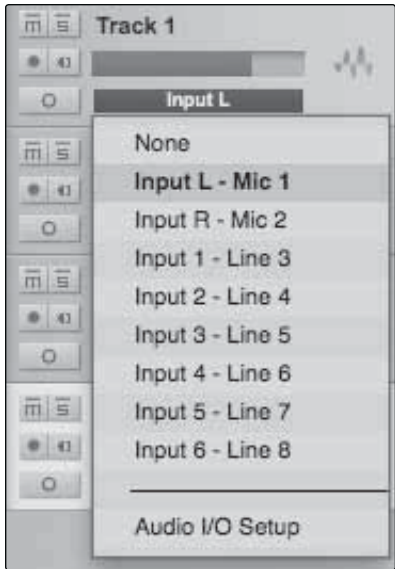 m s Track 1
Input L
None
Input L - Mic 1
Input R - Mic 2
Input 1 - Line 3
Input 2 - Line 4
Input 3 - Line 5
Input 4 - Line 6
Input 5 - Line 7
Input 6 - Line 8
Audio I/O Setup
m s
m s
m s